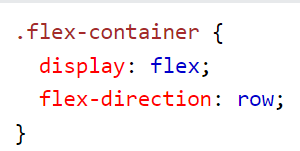 .flex-container {
  display: flex;
  flex-direction: row;
}